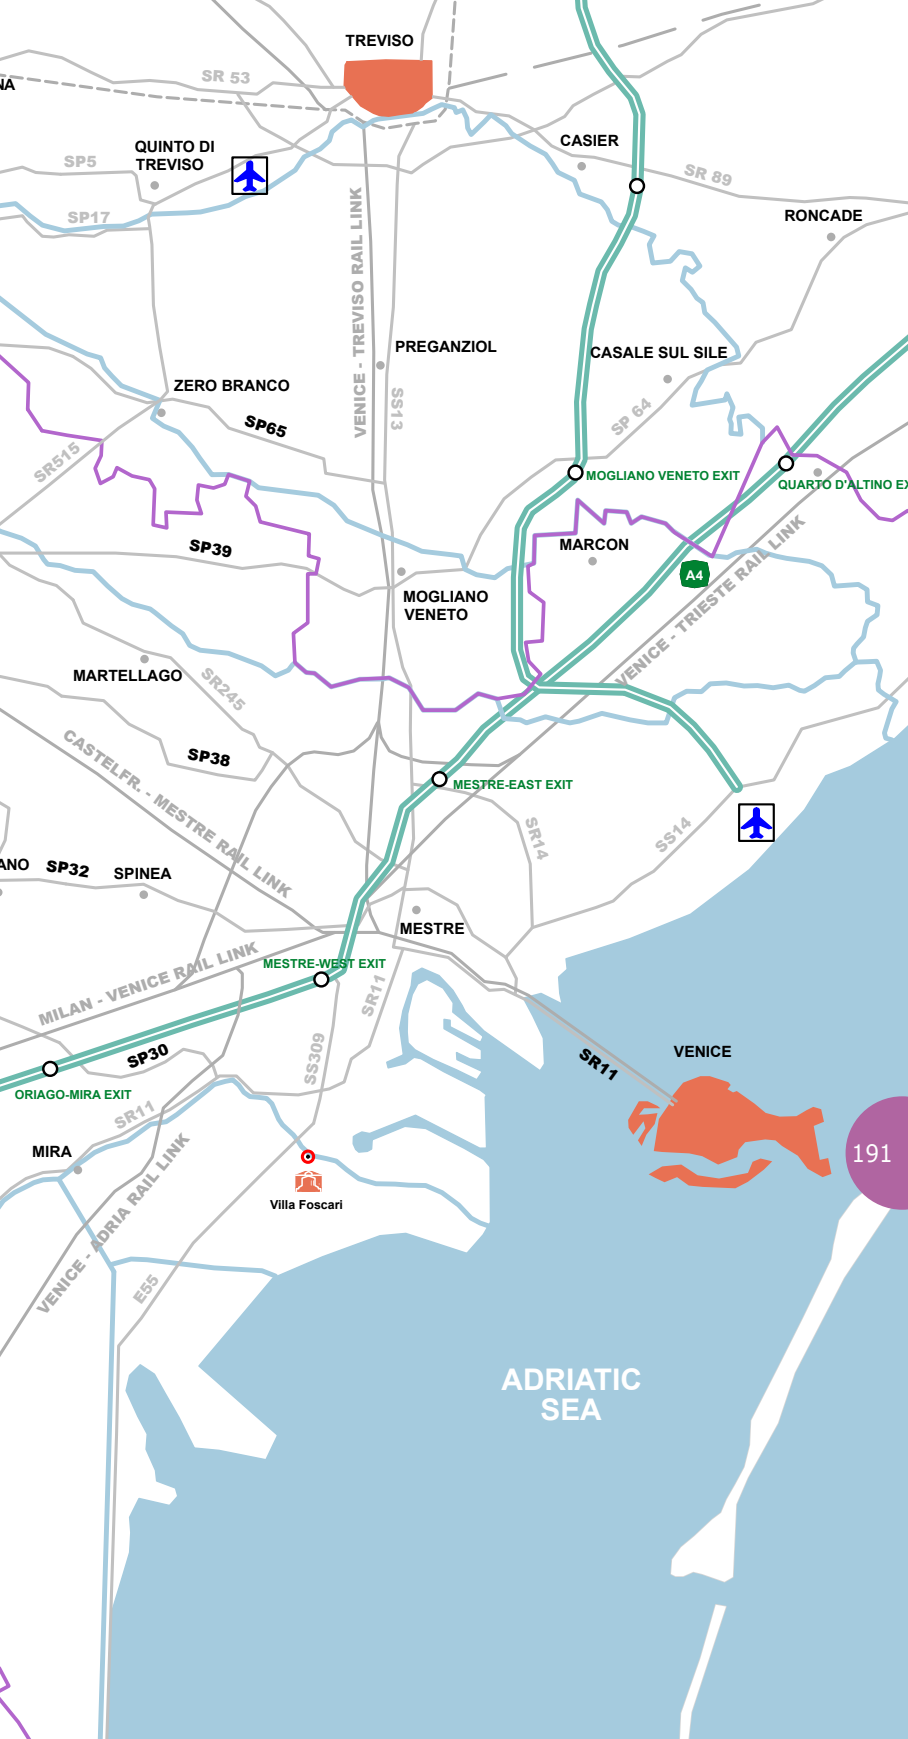 TREVISO
SR 53
NA
QUINTO DI
TREVISO
CASIER
SP5
SR 89
SP17
RONCADE
VENICE - TREVISO RAIL LINK
PREGANZIOL
CASALE SUL SILE
ZERO BRANCO
SS13
SP 64
SP65
SR515
MOGLIANO VENETO EXIT
QUARTO D'ALTINO EX
SP39
MARCON
A4
MOGLIANO
VENETO
VENICE - TRIESTE RAIL LINK
MARTELLAGO
SR245
CASTELFR. - MESTRE RAIL LINK
SP38
MESTRE-EAST EXIT
SR14
SS14
ANO
SP32
SPINEA
MESTRE
MILAN - VENICE RAIL LINK
MESTRE-WEST EXIT
SR11
SS309
SP30
SR11
VENICE
ORIAGO-MIRA EXIT
SR11
MIRA
191
VENICE - ADRIA RAIL LINK
Villa Foscari
E55
ADRIATIC
SEA